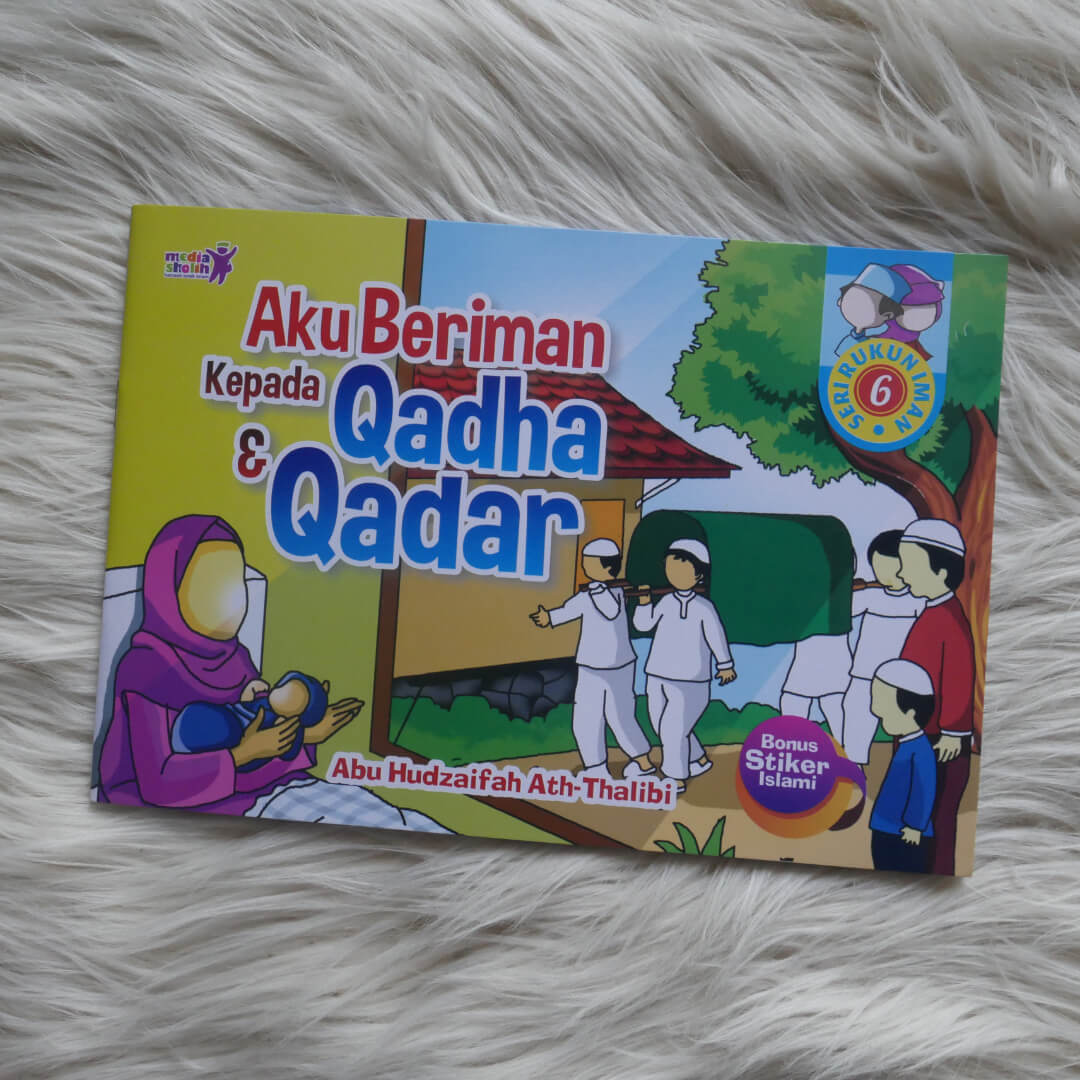 media
sholih
Aku Beriman
Kepada Qadha
& Qadar
SERI RUKUN IMAN
6
Abu Hudzaifah Ath-Thalibi
Bonus
Stiker
Islami